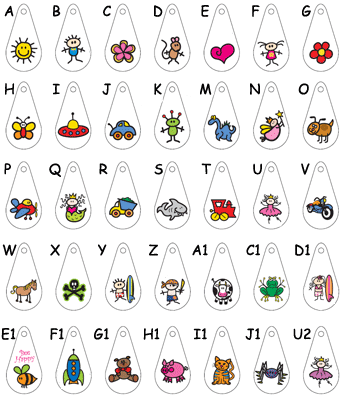 A B C D E F G
H I J K M N O
P Q R S T U V
W X Y Z A1 C1 D1
E1 F1 G1 H1 I1 J1 U2
Bee
Happy